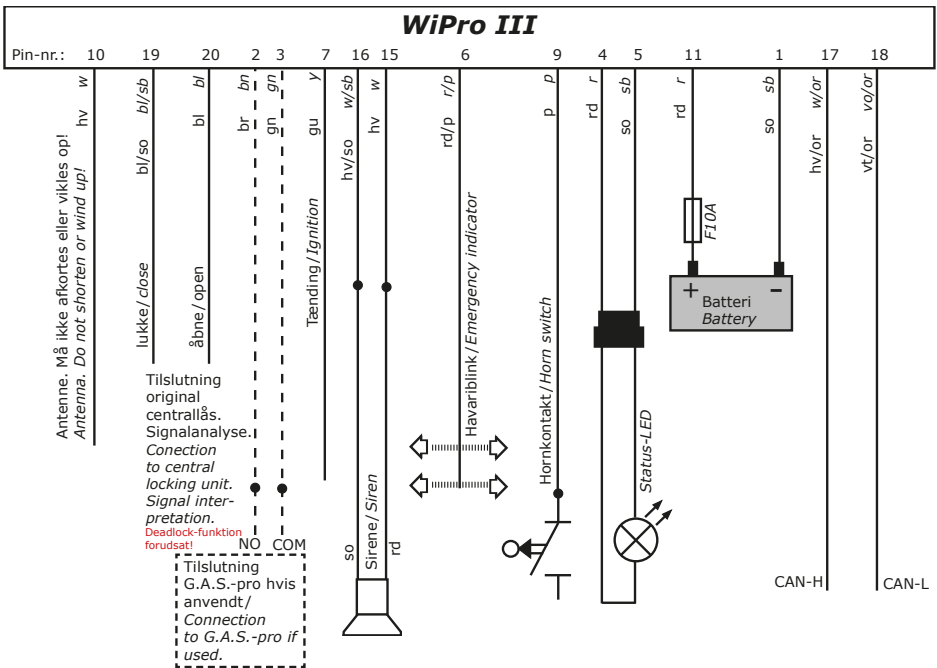 WiPro III
Pin-nr.: 10 19 20 2 3 7 16 15 6 9 4 5 11 1 17 18
w bl/sb bl bn gn y w/sb w r/p p r sb r sb w/or vo/or
hv bl/so bl br gn gu hv/so hv rd/p p rd so rd so hv/or vt/or
Antenne. Må ikke afkortes eller vikles op!
Antenna. Do not shorten or wind up!
lukke/close
åbne/open
Tænding/Ignition
Tilslutning
original
centrallås.
Signalanalyse.
Conection
to central
locking unit.
Signal inter-
pretation.
Deadlock-funktion
forudsat!
NO COM
Tilslutning
G.A.S.-pro hvis
anvendt/
Connection
to G.A.S.-pro if
used.
so
Sirene/Siren
rd
Havariblink/Emergency indicator
Hornkontakt/Horn switch
Status-LED
F10A
+ -
Batteri
Battery
CAN-H
CAN-L